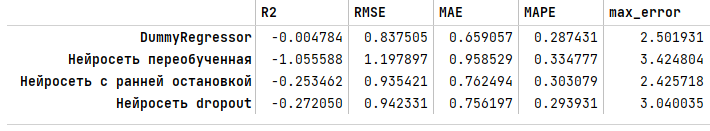 R2 RMSE MAE MAPE max_error
DummyRegressor -0.004784 0.837505 0.659057 0.287431 2.501931
Нейросеть переобученная -1.055588 1.197897 0.958529 0.334777 3.424804
Нейросеть с ранней остановкой -0.253462 0.935421 0.762494 0.303079 2.425718
Нейросеть dropout -0.272050 0.942331 0.756197 0.293931 3.040035